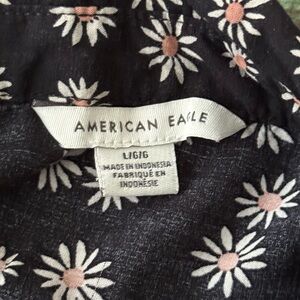 AMERICAN EAGLE
L/G/G
MADE IN INDONESIA
FABRIQUÉ EN
INDONÉSIE